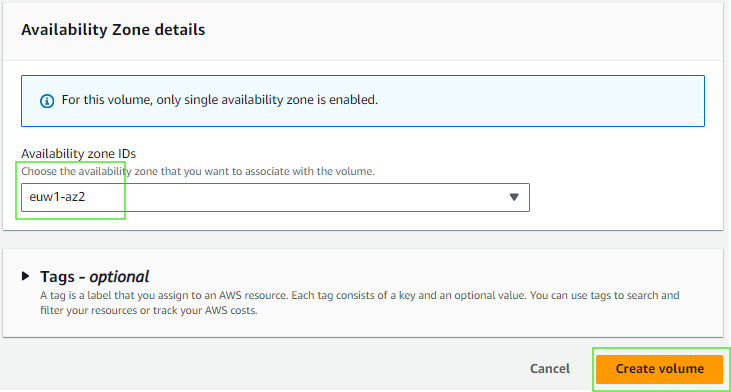 Availability Zone details
For this volume, only single availability zone is enabled.
Availability zone IDs
Choose the availability zone that you want to associate with the volume.
euw1-az2
Tags - optional
A tag is a label that you assign to an AWS resource. Each tag consists of a key and an optional value. You can use tags to search and
filter your resources or track your AWS costs.
Cancel
Create volume